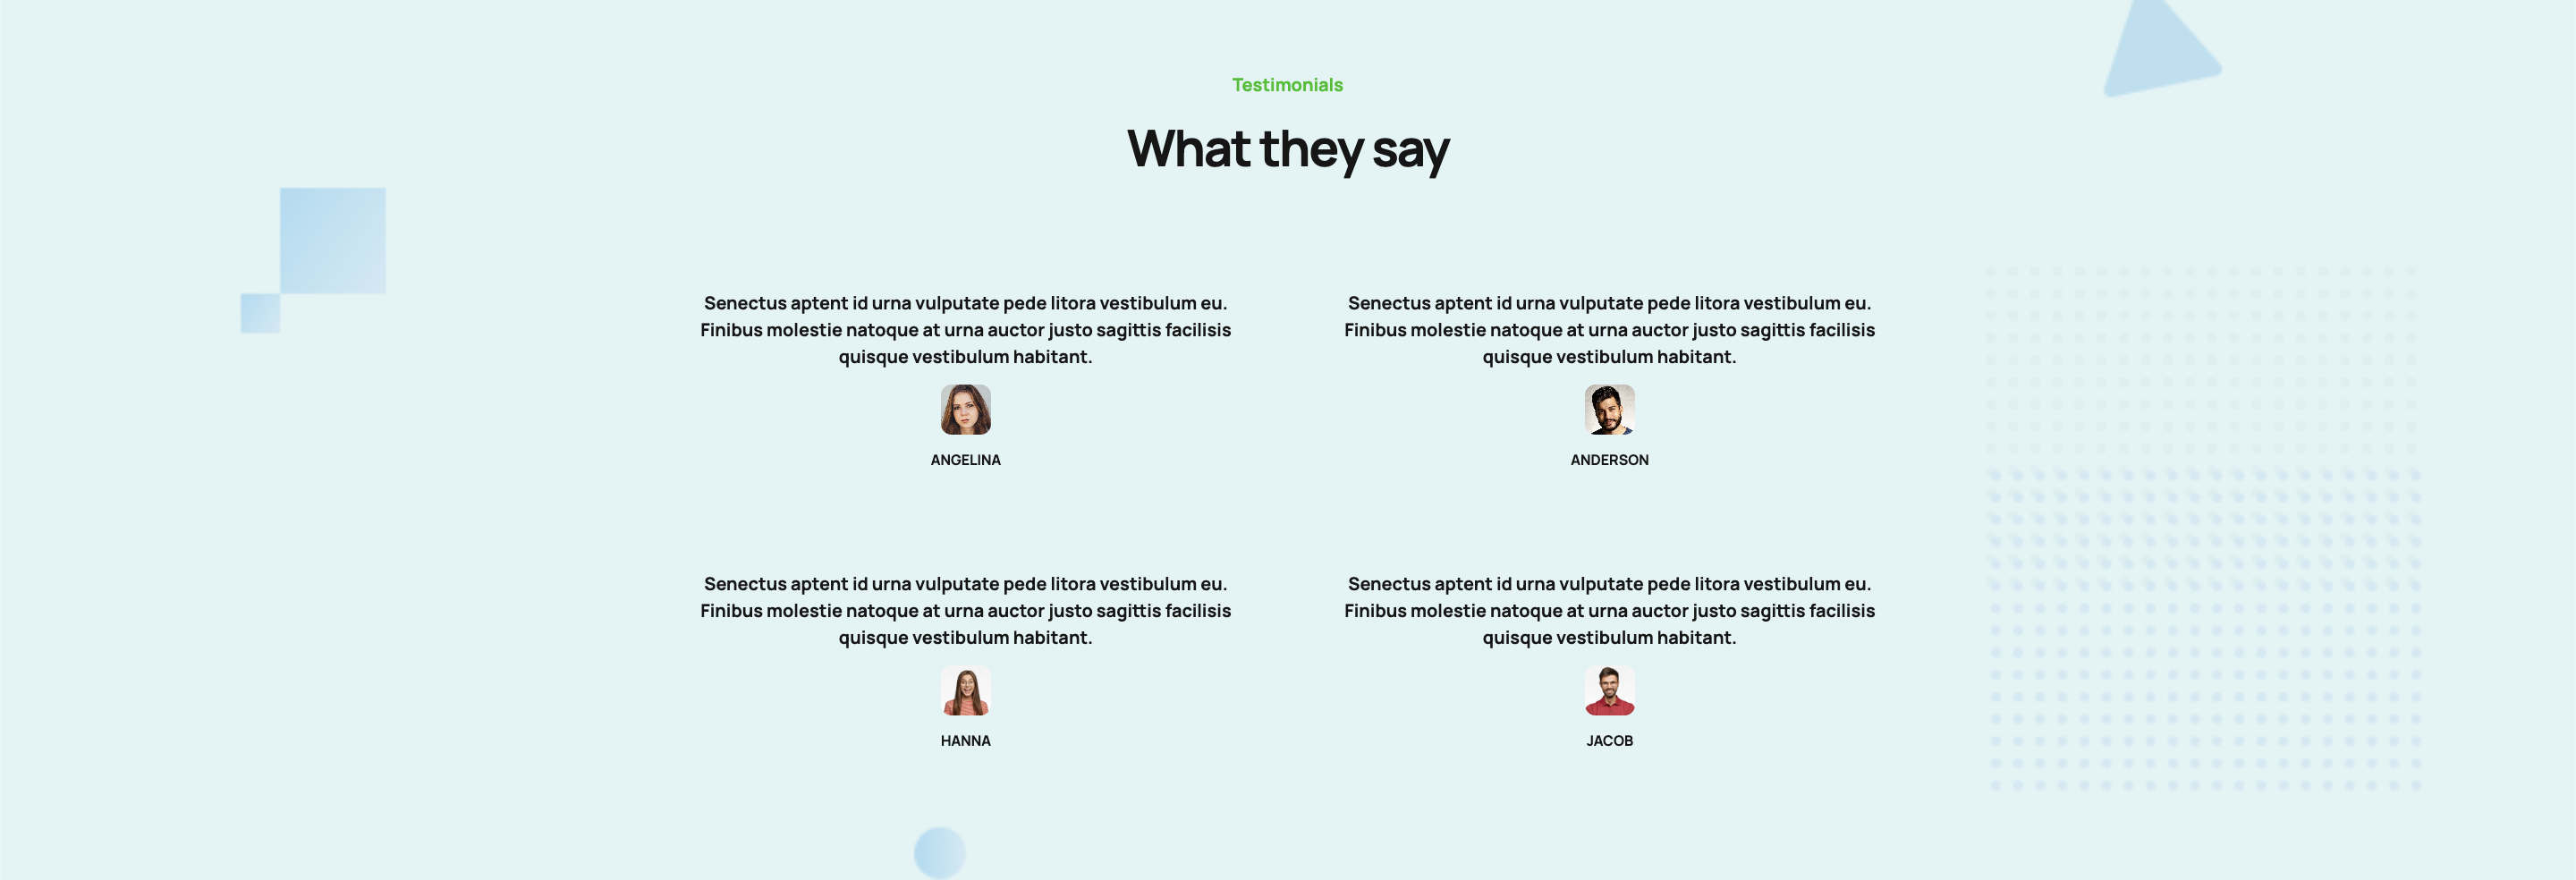 Testimonials
What they say
Senectus aptent id urna vulputate pede litora vestibulum eu.
Finibus molestie natoque at urna auctor justo sagittis facilisis
quisque vestibulum habitant.
ANGELINA
Senectus aptent id urna vulputate pede litora vestibulum eu.
Finibus molestie natoque at urna auctor justo sagittis facilisis
quisque vestibulum habitant.
ANDERSON
Senectus aptent id urna vulputate pede litora vestibulum eu.
Finibus molestie natoque at urna auctor justo sagittis facilisis
quisque vestibulum habitant.
HANNA
Senectus aptent id urna vulputate pede litora vestibulum eu.
Finibus molestie natoque at urna auctor justo sagittis facilisis
quisque vestibulum habitant.
JACOB